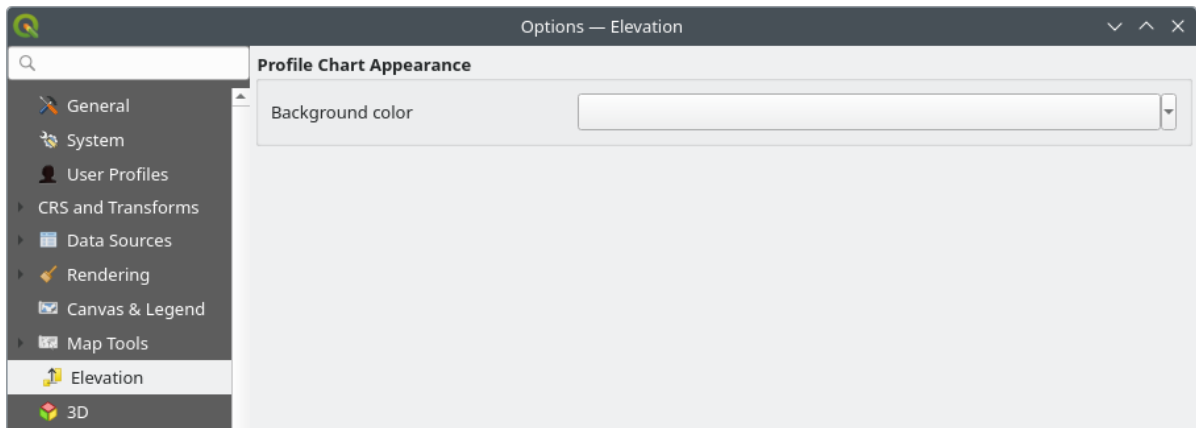 Options — Elevation
Profile Chart Appearance
General
Background color
System
User Profiles
CRS and Transforms
Data Sources
Rendering
Canvas & Legend
Map Tools
Elevation
3D